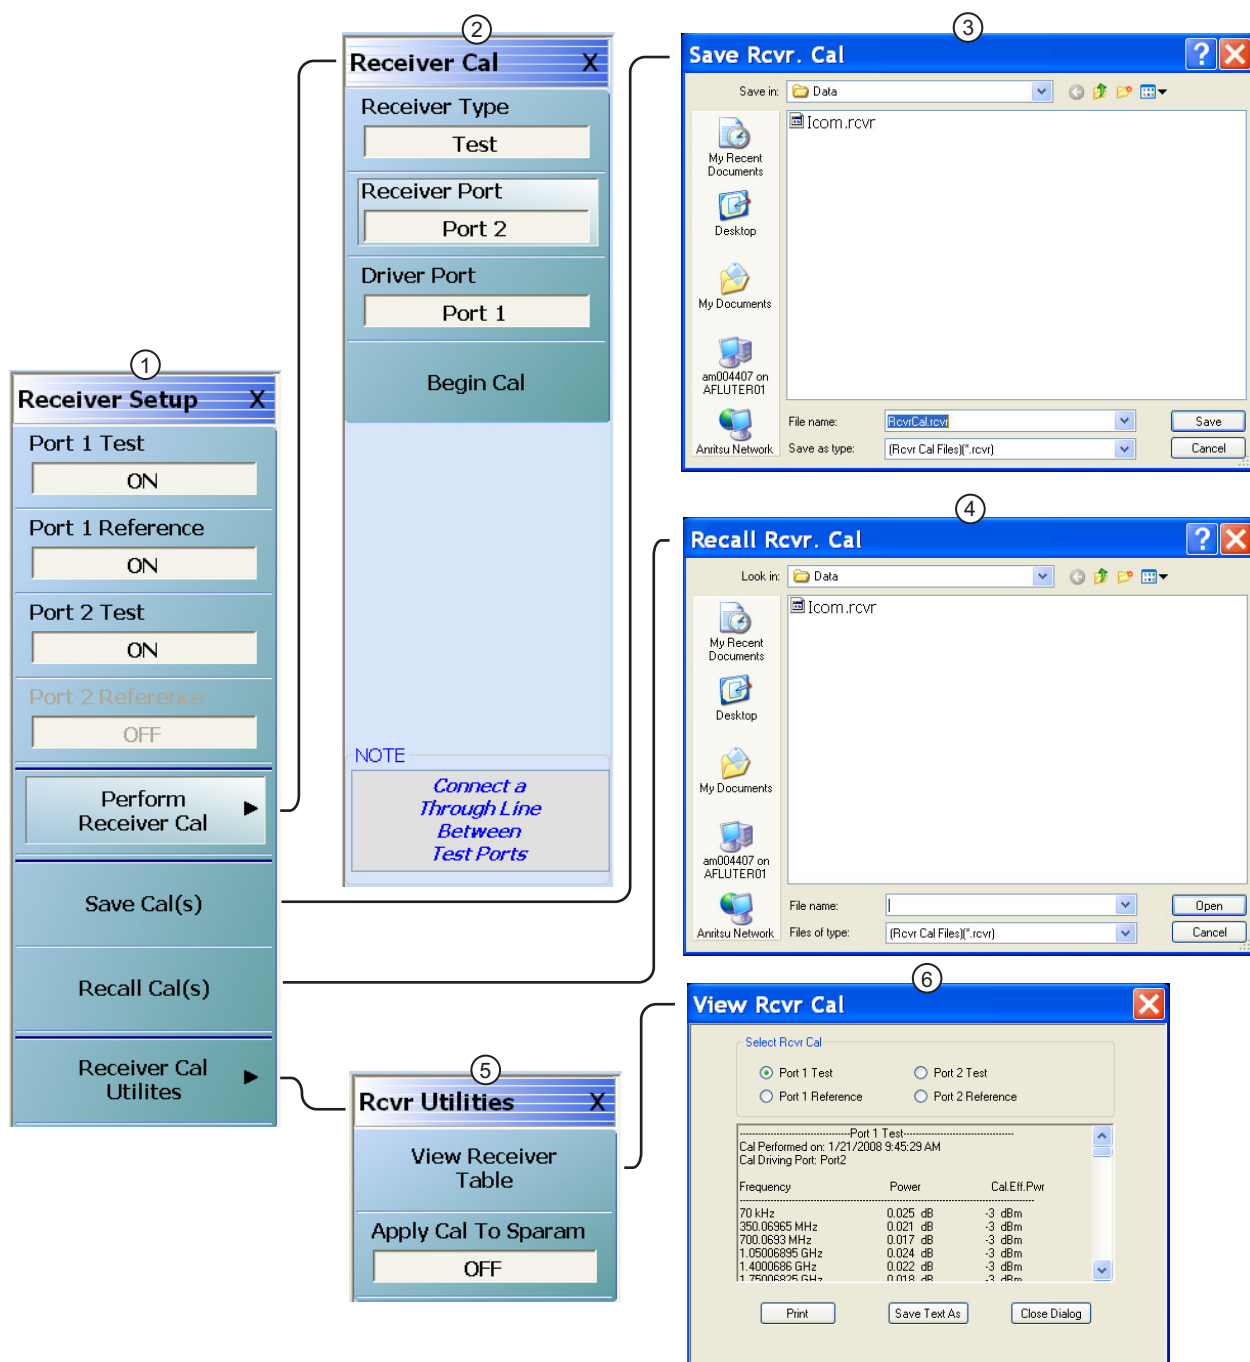 1
Receiver Setup X
Port 1 Test
ON
Port 1 Reference
ON
Port 2 Test
ON
Port 2 Reference
OFF
Perform
Receiver Cal
Save Cal(s)
Recall Cal(s)
Receiver Cal
Utilites
2
Receiver Cal X
Receiver Type
Test
Receiver Port
Port 2
Driver Port
Port 1
Begin Cal
NOTE
Connect a
Through Line
Between
Test Ports
3
Save Rcvr. Cal
Save in: Data
Icom.rcvr
My Recent
Documents
Desktop
My Documents
am004407 on
AFLUTER01
Anritsu Network
File name: RcvrCal.rcvr Save
Save as type: (Rcvr Cal Files)(*.rcvr) Cancel
4
Recall Rcvr. Cal
Look in: Data
Icom.rcvr
My Recent
Documents
Desktop
My Documents
am004407 on
AFLUTER01
Anritsu Network
File name: Open
Files of type: (Rcvr Cal Files)(*.rcvr) Cancel
5
Rcvr Utilities X
View Receiver
Table
Apply Cal To Sparam
OFF
6
View Rcvr Cal
Select Rcvr Cal
Port 1 Test Port 2 Test
Port 1 Reference Port 2 Reference
----------------------------------Port 1 Test----------------------------------
Cal Performed on: 1/21/2008 9:45:29 AM
Cal Driving Port: Port2
Frequency Power Cal.Eff.Pwr
70 kHz 0.025 dB -3 dBm
350.06965 MHz 0.021 dB -3 dBm
700.0693 MHz 0.017 dB -3 dBm
1.05006895 GHz 0.024 dB -3 dBm
1.4000686 GHz 0.022 dB -3 dBm
1.75006825 GHz 0.018 dB -3 dBm
Print Save Text As Close Dialog